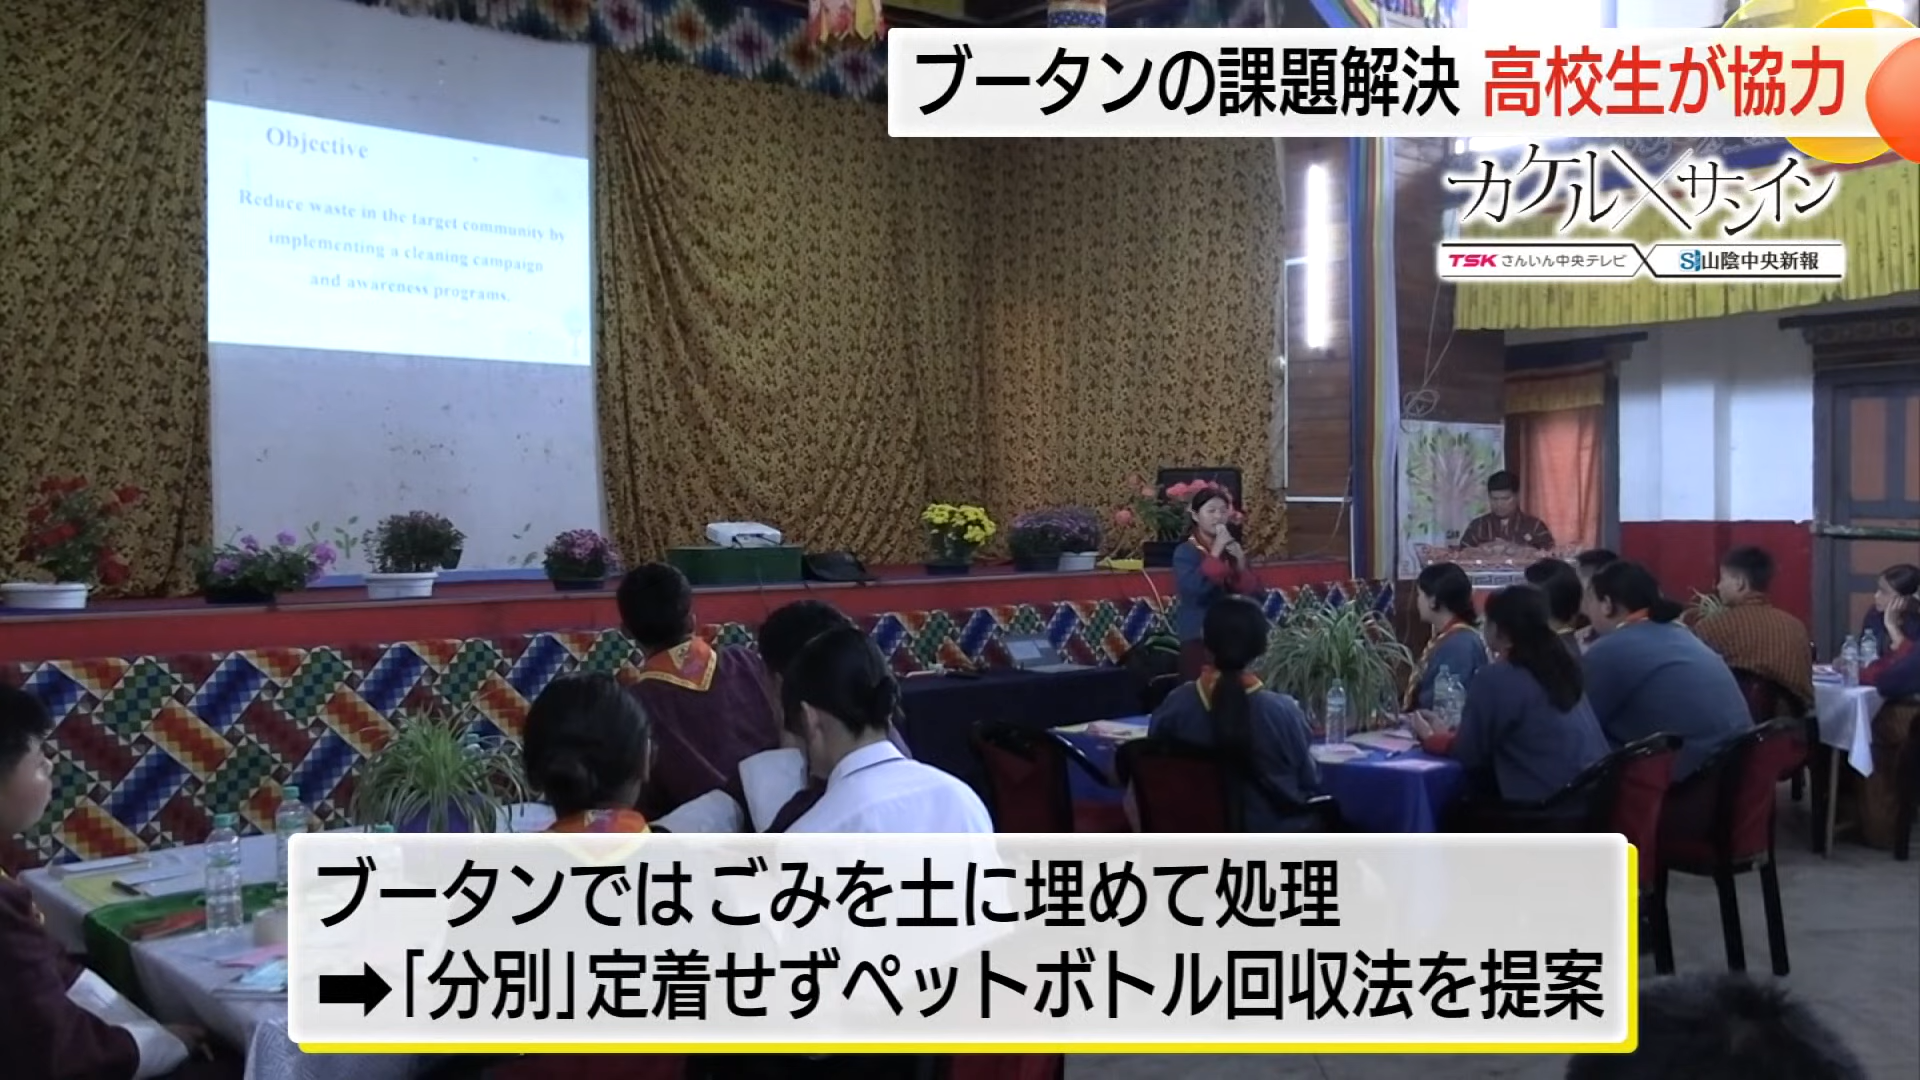 ブータンの課題解決 高校生が協力
カケル×サンイン
TSK さんいん中央テレビ
山陰中央新報
Objective
Reduce waste in the target community by
implementing a cleaning campaign
and awareness programs.
ブータンでは ごみを土に埋めて処理
➡「分別」定着せずペットボトル回収法を提案